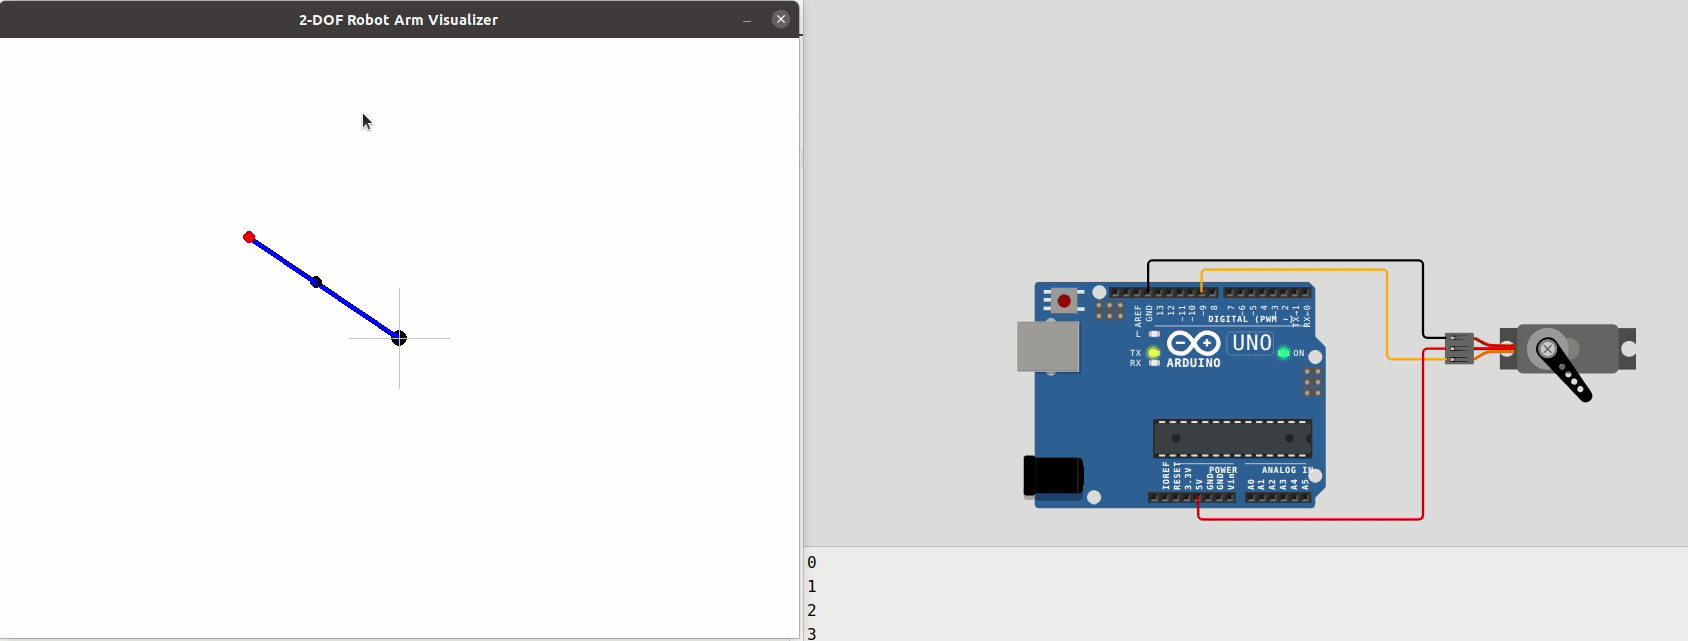 2-DOF Robot Arm Visualizer
AREF
GND
13
12
~11
~10
~9
8
7
~6
~5
4
~3
2
TX→1
RX←0
DIGITAL (PWM ~)
L
TX
RX
UNO
ON
ARDUINO
IOREF
RESET
3.3V
5V
GND
GND
Vin
POWER
ANALOG IN
A0
A1
A2
A3
A4
A5
0
1
2
3